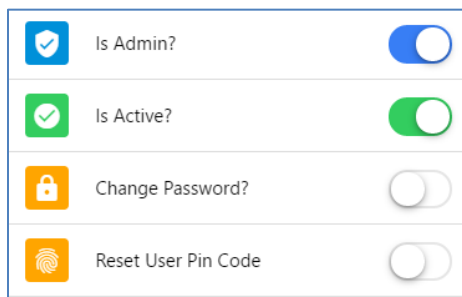 Is Admin?
Is Active?
Change Password?
Reset User Pin Code